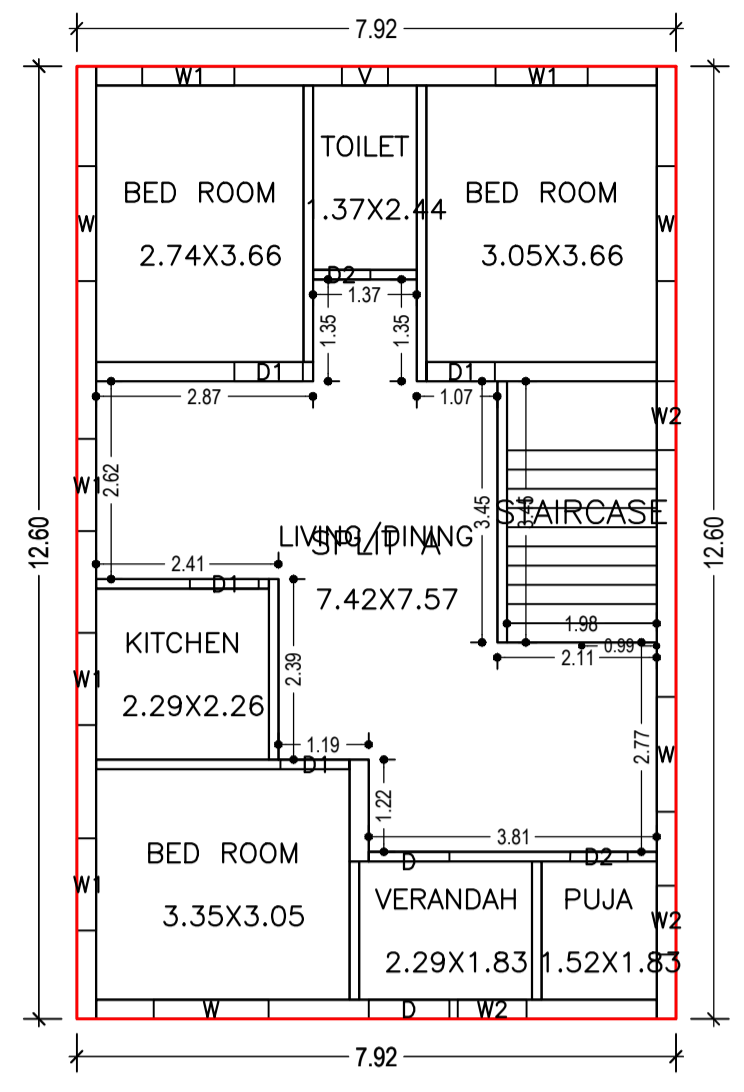 7.92
W1 V W1
TOILET
BED ROOM
BED ROOM
1.37X2.44
W
W
2.74X3.66
3.05X3.66
D2
1.37
1.35
1.35
D1
D1
2.87
1.07
W2
2.62
W1
3.45
3.45
STAIRCASE
LIVING/DINING
SPLIT A
12.60
12.60
2.41
D1
7.42X7.57
1.98
KITCHEN
0.99
2.11
2.39
W1
2.29X2.26
1.19
2.77
W
D1
1.22
3.81
BED ROOM
D
D2
W1
VERANDAH
PUJA
3.35X3.05
W2
2.29X1.83
1.52X1.83
W D W2
7.92